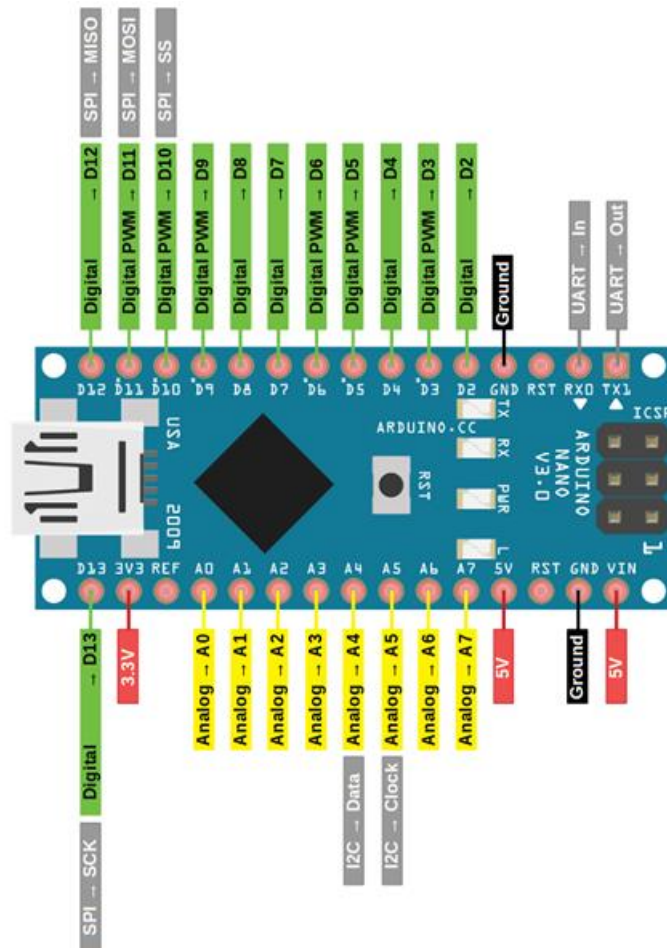 SPI → MISO
SPI → MOSI
SPI → SS
Digital → D12
Digital PWM → D11
Digital PWM → D10
Digital PWM → D9
Digital → D8
Digital → D7
Digital PWM → D6
Digital PWM → D5
Digital → D4
Digital PWM → D3
Digital → D2
Ground
UART → In
UART → Out
D12 D11 D10 D9 D8 D7 D6 D5 D4 D3 D2 GND RST RX0 TX1
USA
2009
ARDUINO.CC
RST
TX
RX
PWR
L
ARDUINO
NANO
V3.0
ICSP
1
D13 3V3 REF A0 A1 A2 A3 A4 A5 A6 A7 5V RST GND VIN
Digital → D13
3.3V
Analog → A0
Analog → A1
Analog → A2
Analog → A3
Analog → A4
Analog → A5
Analog → A6
Analog → A7
5V
Ground
5V
SPI → SCK
I2C → Data
I2C → Clock